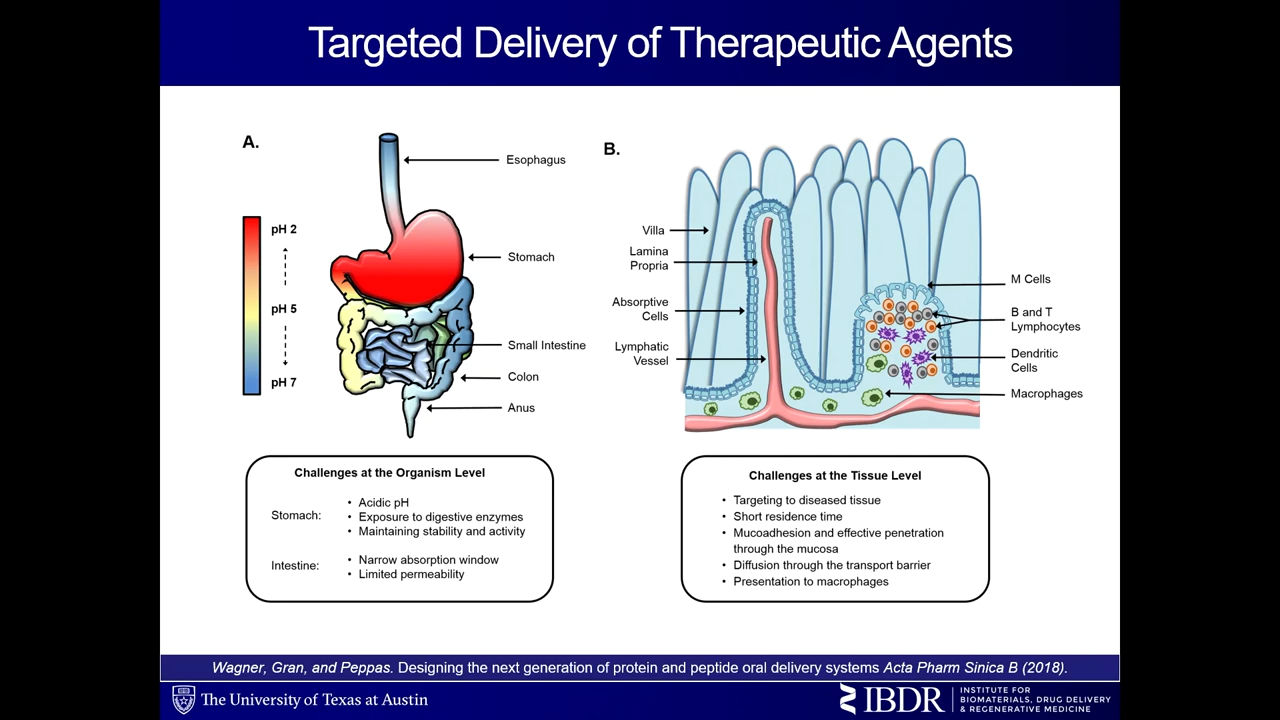 Targeted Delivery of Therapeutic Agents
A.
Esophagus
pH 2
Stomach
pH 5
Small Intestine
Colon
pH 7
Anus
B.
Villa
Lamina
Propria
Absorptive
Cells
Lymphatic
Vessel
M Cells
B and T
Lymphocytes
Dendritic
Cells
Macrophages
Challenges at the Organism Level
Stomach:
• Acidic pH
• Exposure to digestive enzymes
• Maintaining stability and activity
Intestine:
• Narrow absorption window
• Limited permeability
Challenges at the Tissue Level
• Targeting to diseased tissue
• Short residence time
• Mucoadhesion and effective penetration
through the mucosa
• Diffusion through the transport barrier
• Presentation to macrophages
Wagner, Gran, and Peppas. Designing the next generation of protein and peptide oral delivery systems Acta Pharm Sinica B (2018).
The University of Texas at Austin
IBDR
INSTITUTE FOR
BIOMATERIALS, DRUG DELIVERY
& REGENERATIVE MEDICINE